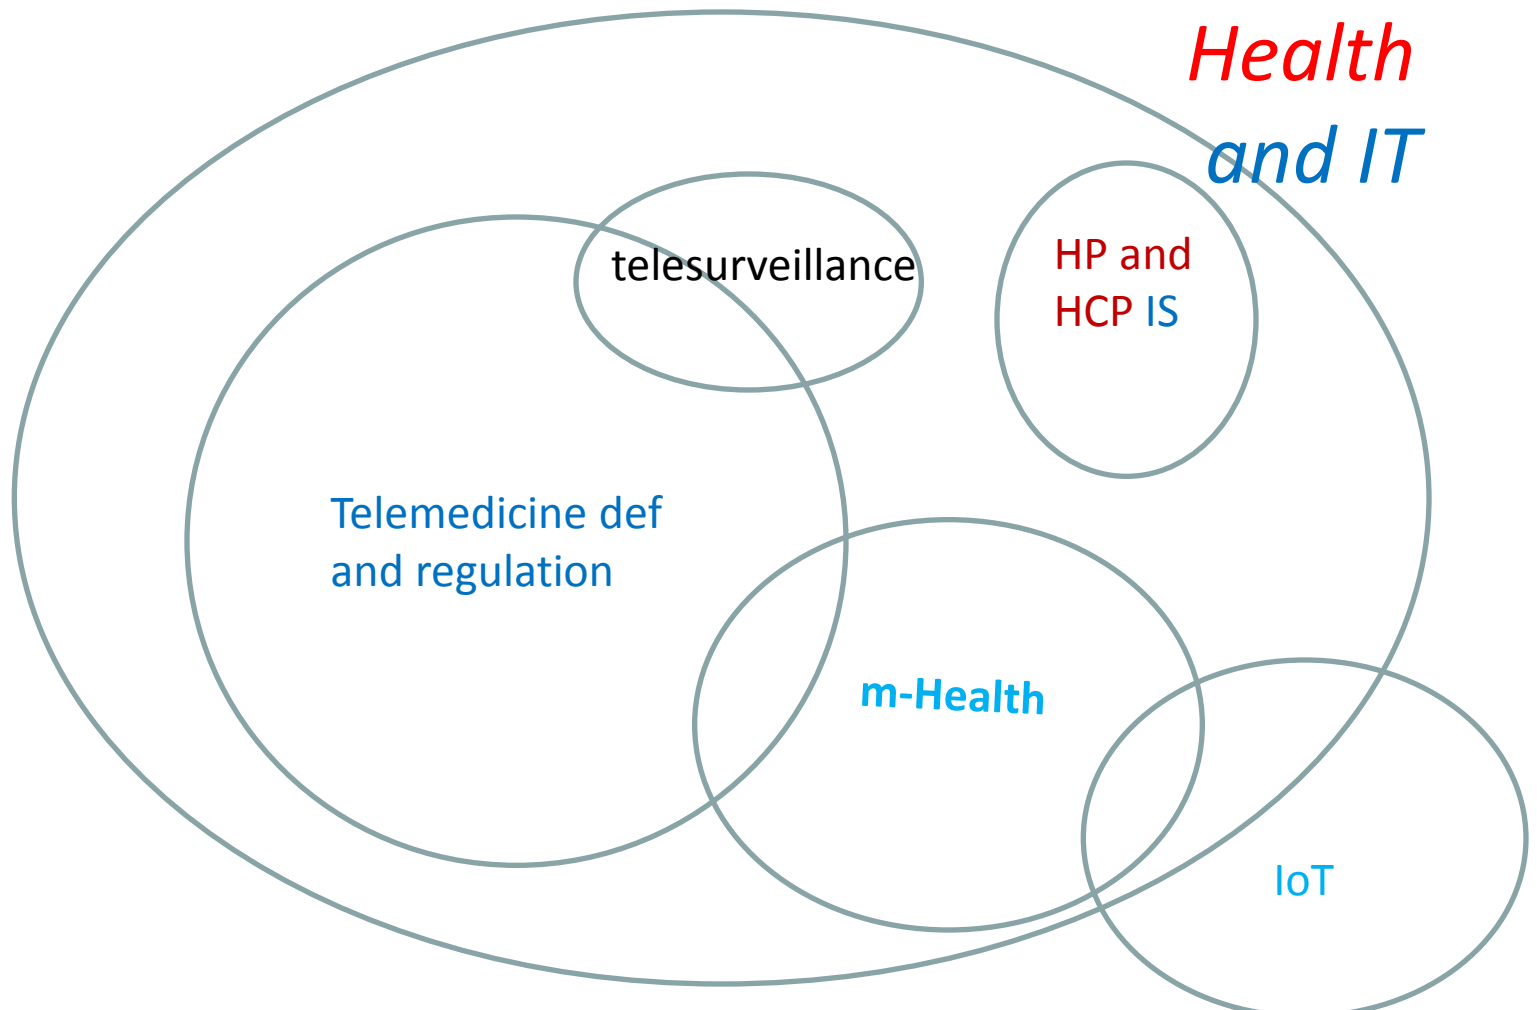 Health
and IT
telesurveillance
HP and
HCP IS
Telemedicine def
and regulation
m-Health
IoT